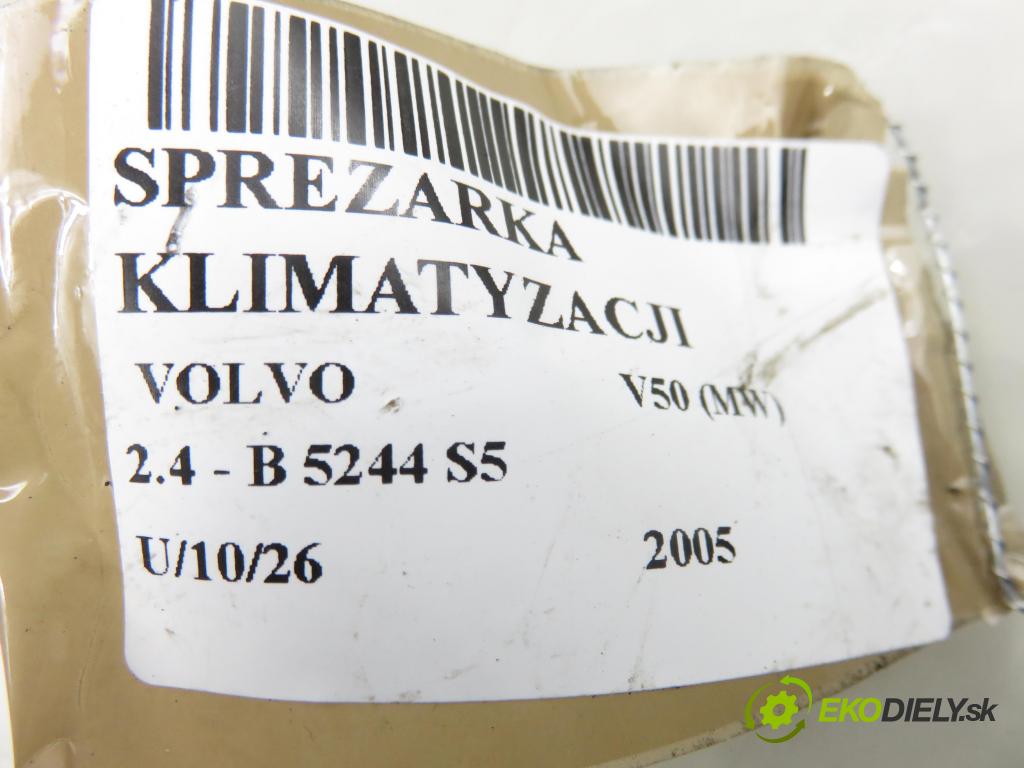 SPREZARKA
KLIMATYZACJI
VOLVO V50 (MW)
2.4 - B 5244 S5
U/10/26 2005
EKODIELY.sk